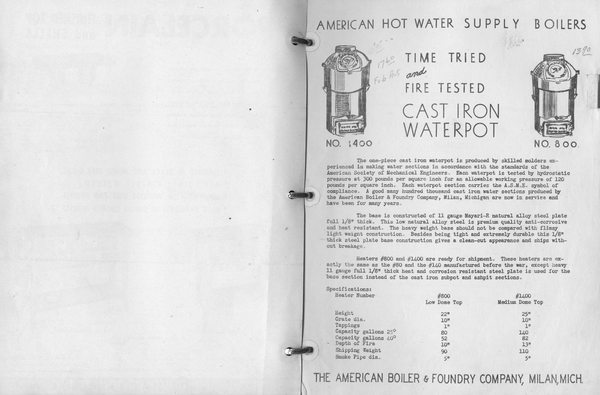 AMERICAN HOT WATER SUPPLY BOILERS
TIME TRIED
and
FIRE TESTED
CAST IRON
WATERPOT
NO. 1400
NO. 800
1390
The one-piece cast iron waterpot is produced by skilled molders ex-
perienced in making water sections in accordance with the standards of the
American Society of Mechanical Engineers. Each waterpot is tested by hydrostatic
pressure at 300 pounds per square inch for an allowable working pressure of 120
pounds per square inch. Each waterpot section carries the A.S.M.E. symbol of
compliance. A good many hundred thousand cast iron water sections produced by
the American Boiler & Foundry Company, Milan, Michigan are now in service and
have been for many years.
The base is constructed of 11 gauge Mayari-R natural alloy steel plate
full 1/8" thick. This low natural alloy steel is premium quality anti-corrosive
and heat resistant. The heavy weight base should not be compared with flimsy
light weight construction. Besides being tight and extremely durable this 1/8"
thick steel plate base construction gives a clean-cut appearance and ships with-
out breakage.
Heaters #800 and #1400 are ready for shipment. These heaters are ex-
actly the same as the #80 and the #140 manufactured before the war, except heavy
11 gauge full 1/8" thick heat and corrosion resistant steel plate is used for the
base section instead of the cast iron subpot and ashpit sections.
Specifications:
Heater Number #800 #1400
Low Dome Top Medium Dome Top
Height 22" 25"
Grate dia. 10" 10"
Tappings 1" 1"
Capacity gallons 25° 80 140
Capacity gallons 40° 52 82
Depth of Fire 10" 13"
Shipping Weight 90 110
Smoke Pipe dia. 5" 5"
THE AMERICAN BOILER & FOUNDRY COMPANY, MILAN, MICH.